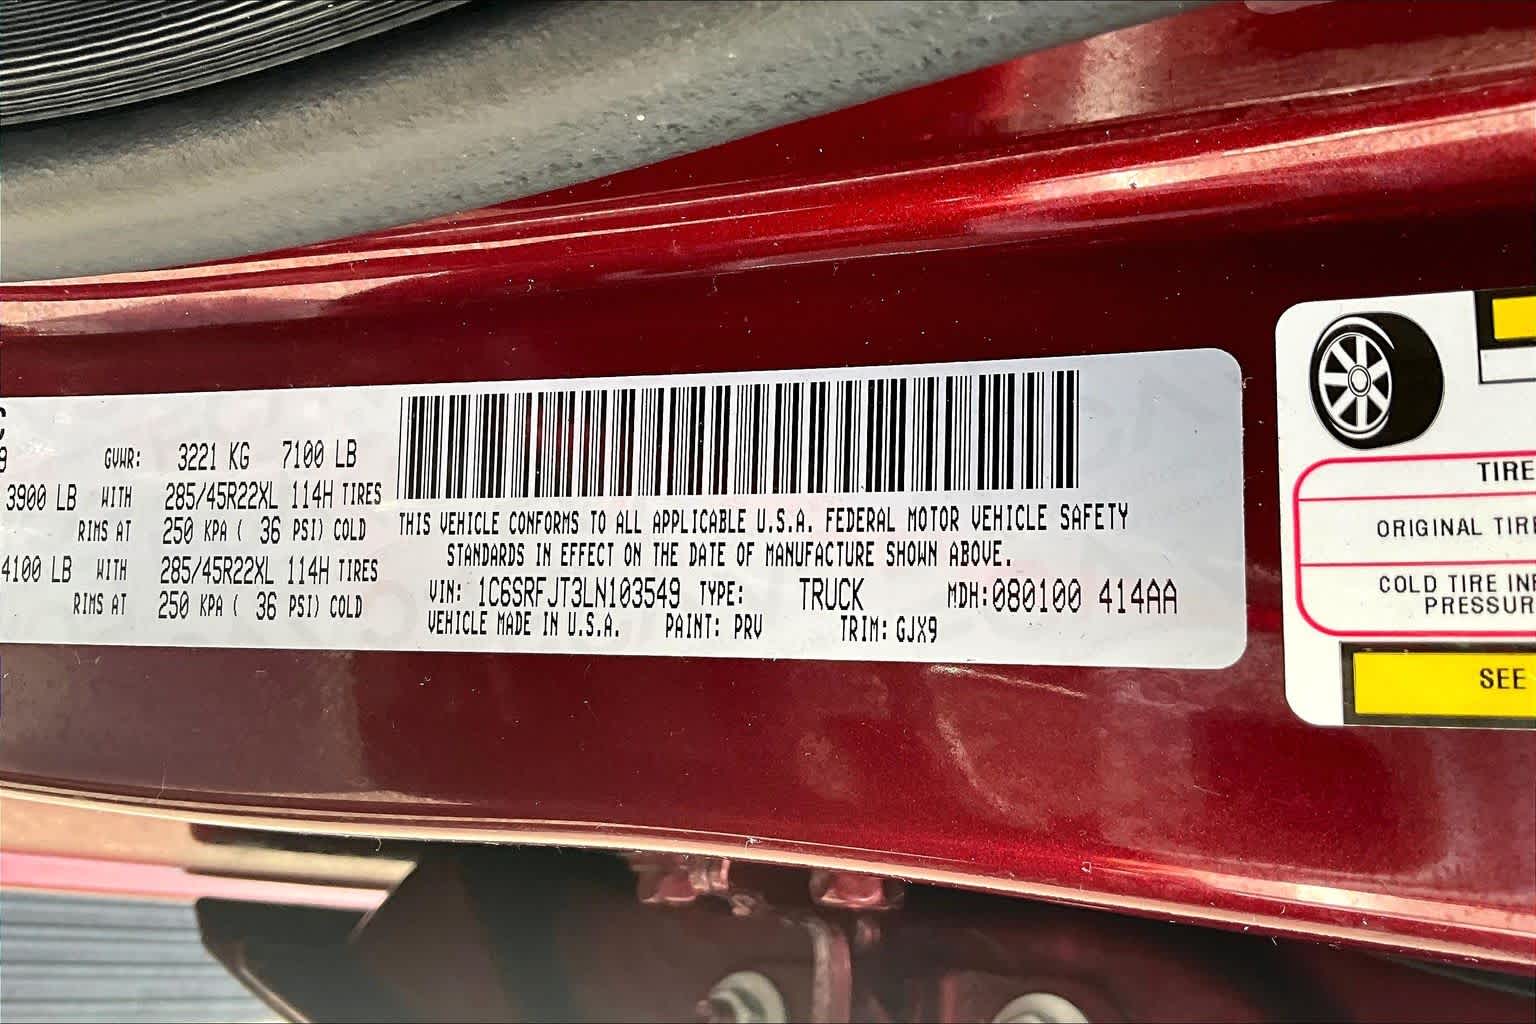 GVWR: 3221 KG 7100 LB
3900 LB WITH 285/45R22XL 114H TIRES
RIMS AT 250 KPA ( 36 PSI) COLD
4100 LB WITH 285/45R22XL 114H TIRES
RIMS AT 250 KPA ( 36 PSI) COLD
THIS VEHICLE CONFORMS TO ALL APPLICABLE U.S.A. FEDERAL MOTOR VEHICLE SAFETY
STANDARDS IN EFFECT ON THE DATE OF MANUFACTURE SHOWN ABOVE.
VIN: 1C6SRFJT3LN103549 TYPE: TRUCK MDH:080100 414AA
VEHICLE MADE IN U.S.A. PAINT: PRV TRIM: GJX9
TIRE
ORIGINAL TIRE
COLD TIRE INF
PRESSUR
SEE